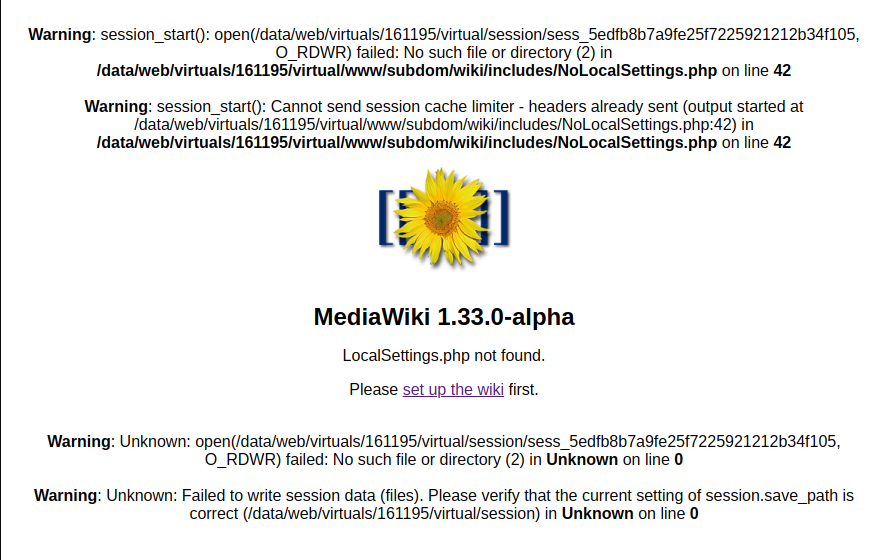 Warning: session_start(): open(/data/web/virtuals/161195/virtual/session/sess_5edfb8b7a9fe25f7225921212b34f105,
O_RDWR) failed: No such file or directory (2) in
/data/web/virtuals/161195/virtual/www/subdom/wiki/includes/NoLocalSettings.php on line 42
Warning: session_start(): Cannot send session cache limiter - headers already sent (output started at
/data/web/virtuals/161195/virtual/www/subdom/wiki/includes/NoLocalSettings.php:42) in
/data/web/virtuals/161195/virtual/www/subdom/wiki/includes/NoLocalSettings.php on line 42
MediaWiki 1.33.0-alpha
LocalSettings.php not found.
Please set up the wiki first.
Warning: Unknown: open(/data/web/virtuals/161195/virtual/session/sess_5edfb8b7a9fe25f7225921212b34f105,
O_RDWR) failed: No such file or directory (2) in Unknown on line 0
Warning: Unknown: Failed to write session data (files). Please verify that the current setting of session.save_path is
correct (/data/web/virtuals/161195/virtual/session) in Unknown on line 0